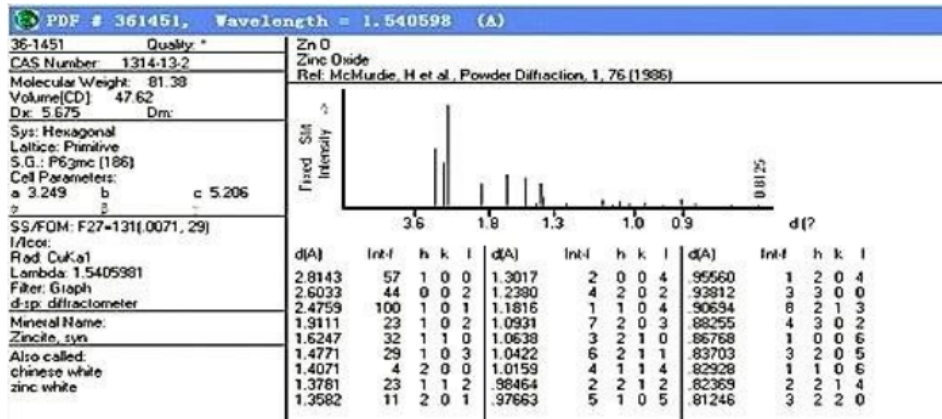 PDF # 361451, Wavelength = 1.540598 (A)
36-1451 Quality: *
CAS Number: 1314-13-2
Molecular Weight: 81.38
Volume[CD]: 47.62
Dx: 5.675 Dm:
Sys: Hexagonal
Lattice: Primitive
S.G.: P63mc (186)
Cell Parameters:
a 3.249 b c 5.206
SS/FOM: F27=131(.0071, 29)
I/Icor:
Rad: CuKa1
Lambda: 1.5405981
Filter: Graph
d-sp: diffractometer
Mineral Name:
Zincite, syn
Also called:
chinese white
zinc white
Zn O
Zinc Oxide
Ref: McMurdie, H et al., Powder Diffraction, 1, 76 (1986)
Fixed Slit
Intensity
0.8125
3.6 1.8 1.3 1.0 0.9 d (?
d(A) Int-f h k l d(A) Int-f h k l d(A) Int-f h k l
2.8143 57 1 0 0 1.3017 2 0 0 4 .95560 1 2 0 4
2.6033 44 0 0 2 1.2380 4 2 0 2 .93812 3 3 0 0
2.4759 100 1 0 1 1.1816 1 1 0 4 .90694 8 2 1 3
1.9111 23 1 0 2 1.0931 7 2 0 3 .88255 4 3 0 2
1.6247 32 1 1 0 1.0638 3 2 1 0 .86768 1 0 0 6
1.4771 29 1 0 3 1.0422 6 2 1 1 .83703 3 2 0 5
1.4071 4 2 0 0 1.0159 4 1 1 4 .82928 1 1 0 6
1.3781 23 1 1 2 .98464 2 2 1 2 .82369 2 2 1 4
1.3582 11 2 0 1 .97663 5 1 0 5 .81246 3 2 2 0